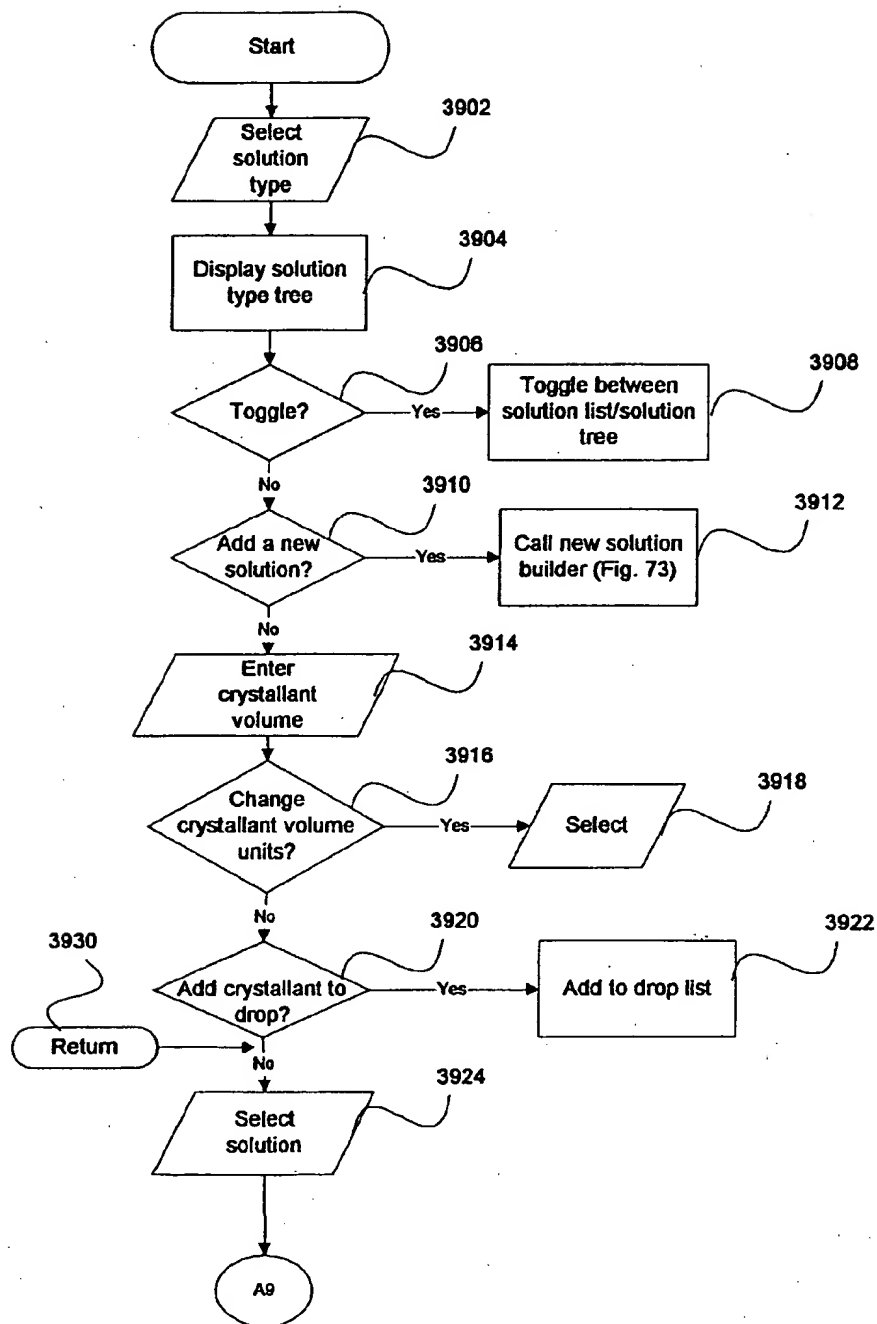 Start
3902
Select
solution
type
3904
Display solution
type tree
3906
Toggle?
Yes
Toggle between
solution list/solution
tree
3908
No
3910
Add a new
solution?
Yes
Call new solution
builder (Fig. 73)
3912
No
3914
Enter
crystallant
volume
3916
Change
crystallant volume
units?
Yes
Select
3918
No
3920
Add crystallant to
drop?
Yes
Add to drop list
3922
3930
Return
No
3924
Select
solution
A9